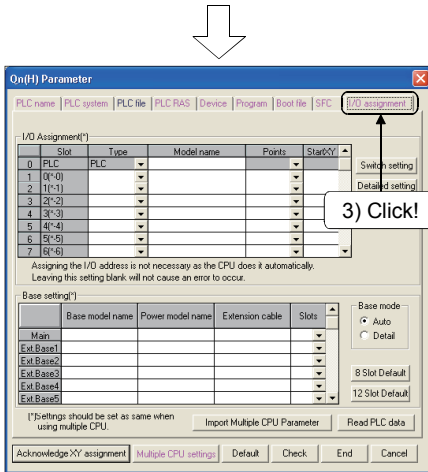 Qn(H) Parameter
PLC name PLC system PLC file PLC RAS Device Program Boot file SFC I/O assignment
I/O Assignment(*)
Slot Type Model name Points StartXY
0 PLC PLC
1 0(*-0)
2 1(*-1)
3 2(*-2)
4 3(*-3)
5 4(*-4)
6 5(*-5)
7 6(*-6)
Switch setting
Detailed setting
3) Click!
Assigning the I/O address is not necessary as the CPU does it automatically.
Leaving this setting blank will not cause an error to occur.
Base setting(*)
Base model name Power model name Extension cable Slots
Main
Ext.Base1
Ext.Base2
Ext.Base3
Ext.Base4
Ext.Base5
Base mode
Auto
Detail
8 Slot Default
12 Slot Default
(*)Settings should be set as same when
using multiple CPU.
Import Multiple CPU Parameter Read PLC data
Acknowledge XY assignment Multiple CPU settings Default Check End Cancel